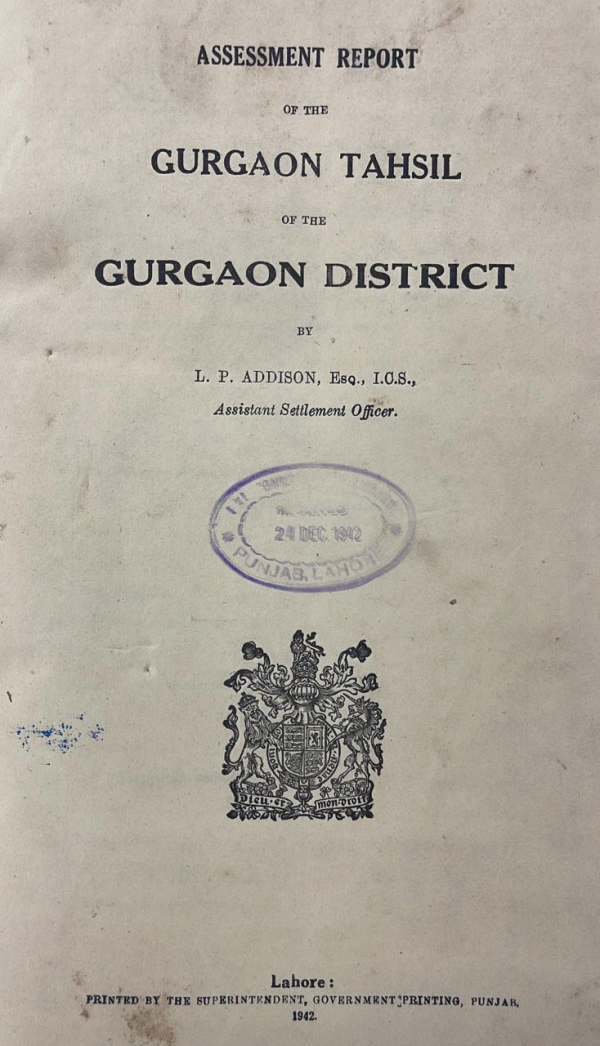 ASSESSMENT REPORT
OF THE
GURGAON TAHSIL
OF THE
GURGAON DISTRICT
BY
L. P. ADDISON, Esq., I.C.S.,
Assistant Settlement Officer.
24 DEC. 1942
PUNJAB, LAHORE
Dieu et mon droit
Lahore:
PRINTED BY THE SUPERINTENDENT, GOVERNMENT PRINTING, PUNJAB,
1942.